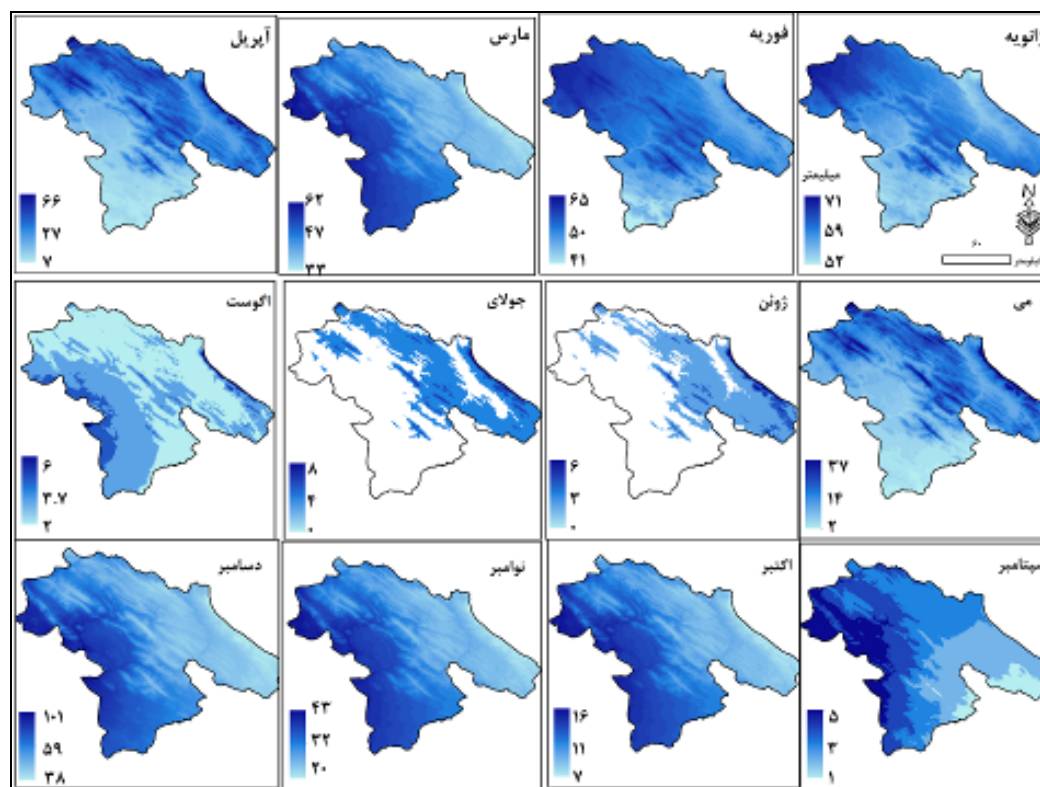 ژانویه
میلیمتر
۷۱
۵۹
۵۲
N
۶۰
کیلومتر
فوریه
۶۵
۵۰
۴۱
مارس
۶۲
۴۷
۳۳
آپریل
۶۶
۲۷
۷
می
۳۷
۱۴
۲
ژوئن
۶
۳
۰
جولای
۸
۴
۰
اگوست
۶
۳.۷
۲
سپتامبر
۵
۳
۱
اکتبر
۱۶
۱۱
۷
نوامبر
۴۳
۳۲
۲۰
دسامبر
۱۰۱
۵۹
۳۸